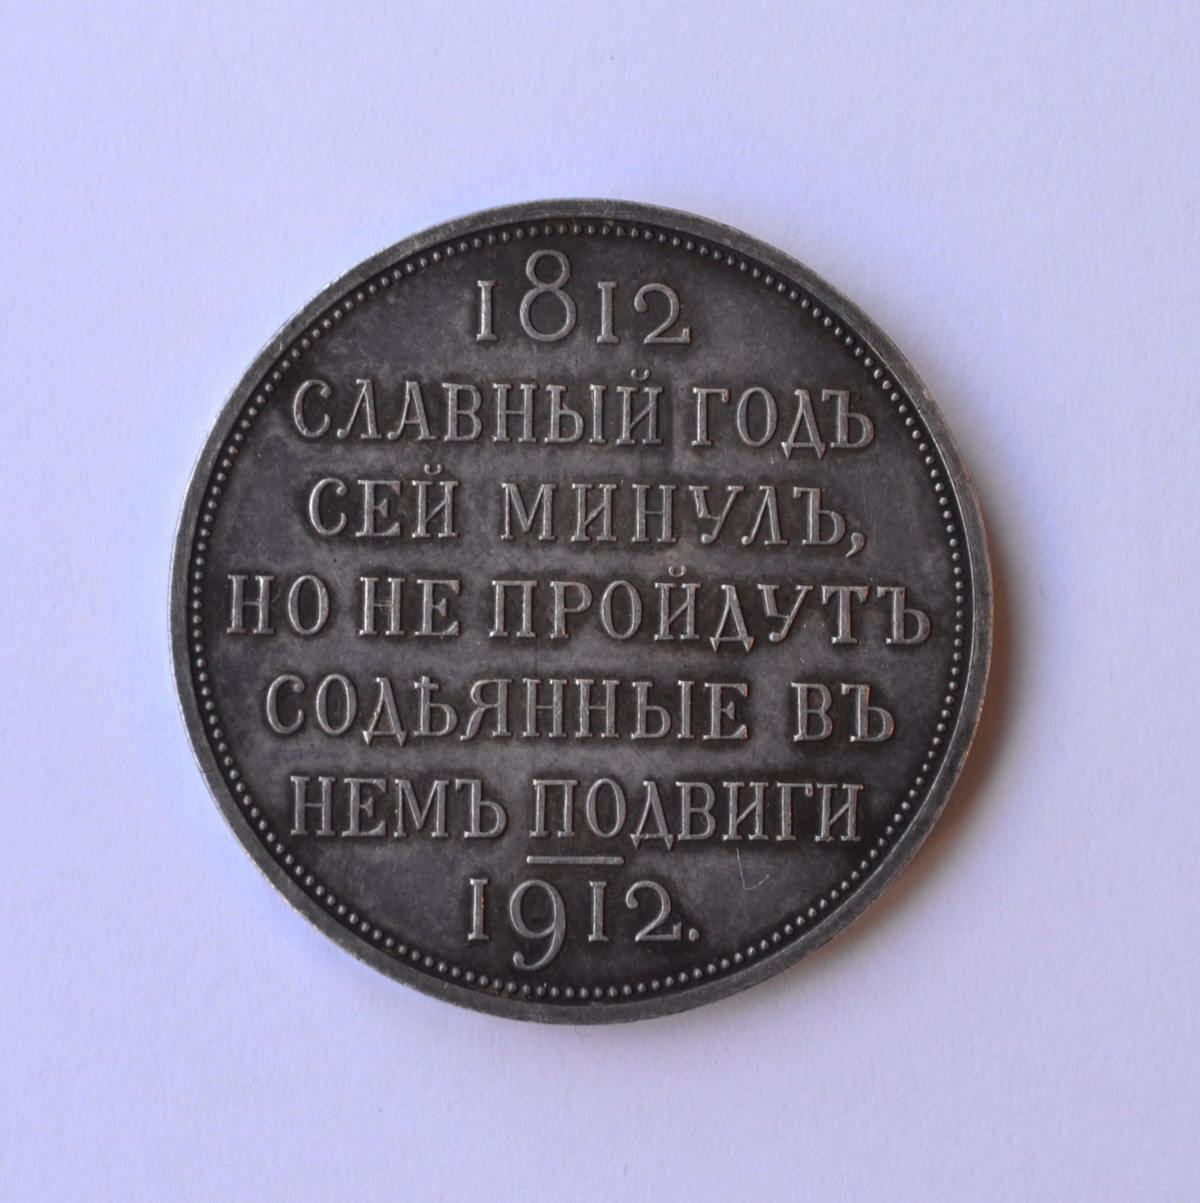 1812
СЛАВНЫЙ ГОДЪ
СЕЙ МИНУЛЪ,
НО НЕ ПРОЙДУТЪ
СОДѢЯННЫЕ ВЪ
НЕМЪ ПОДВИГИ
1912.